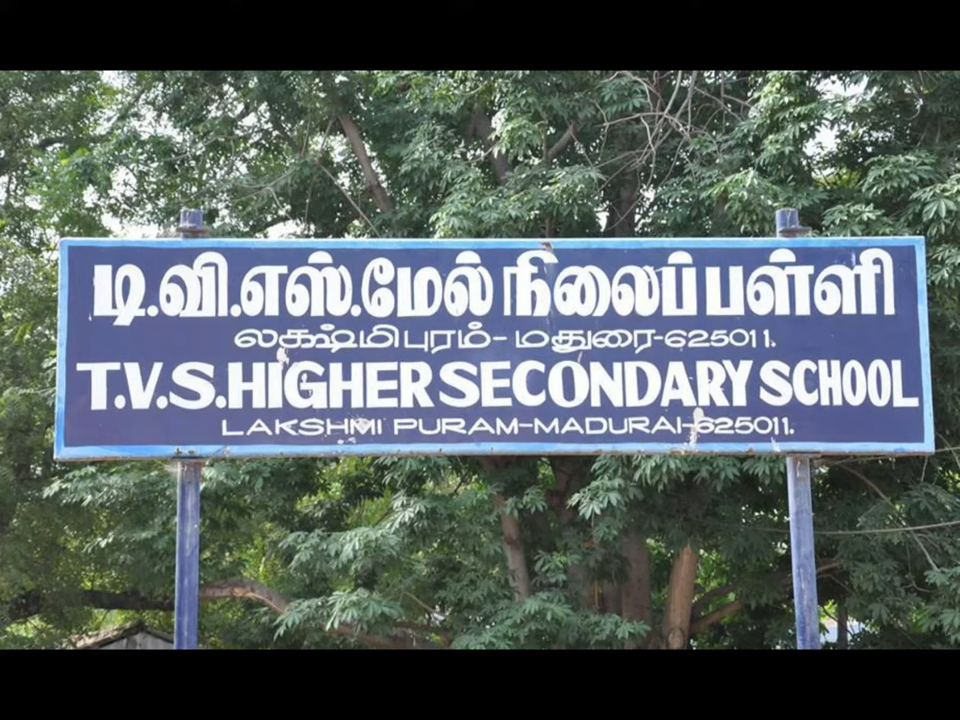 டி.வி.எஸ்.மேல் நிலைப் பள்ளி
லக்ஷ்மிபுரம்- மதுரை-625011.
T.V.S.HIGHER SECONDARY SCHOOL
LAKSHMI PURAM-MADURAI-625011.